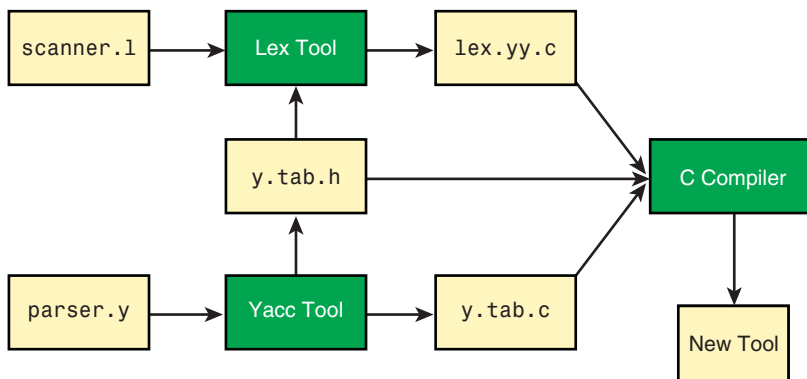 scanner.l
Lex Tool
lex.yy.c
y.tab.h
C Compiler
parser.y
Yacc Tool
y.tab.c
New Tool